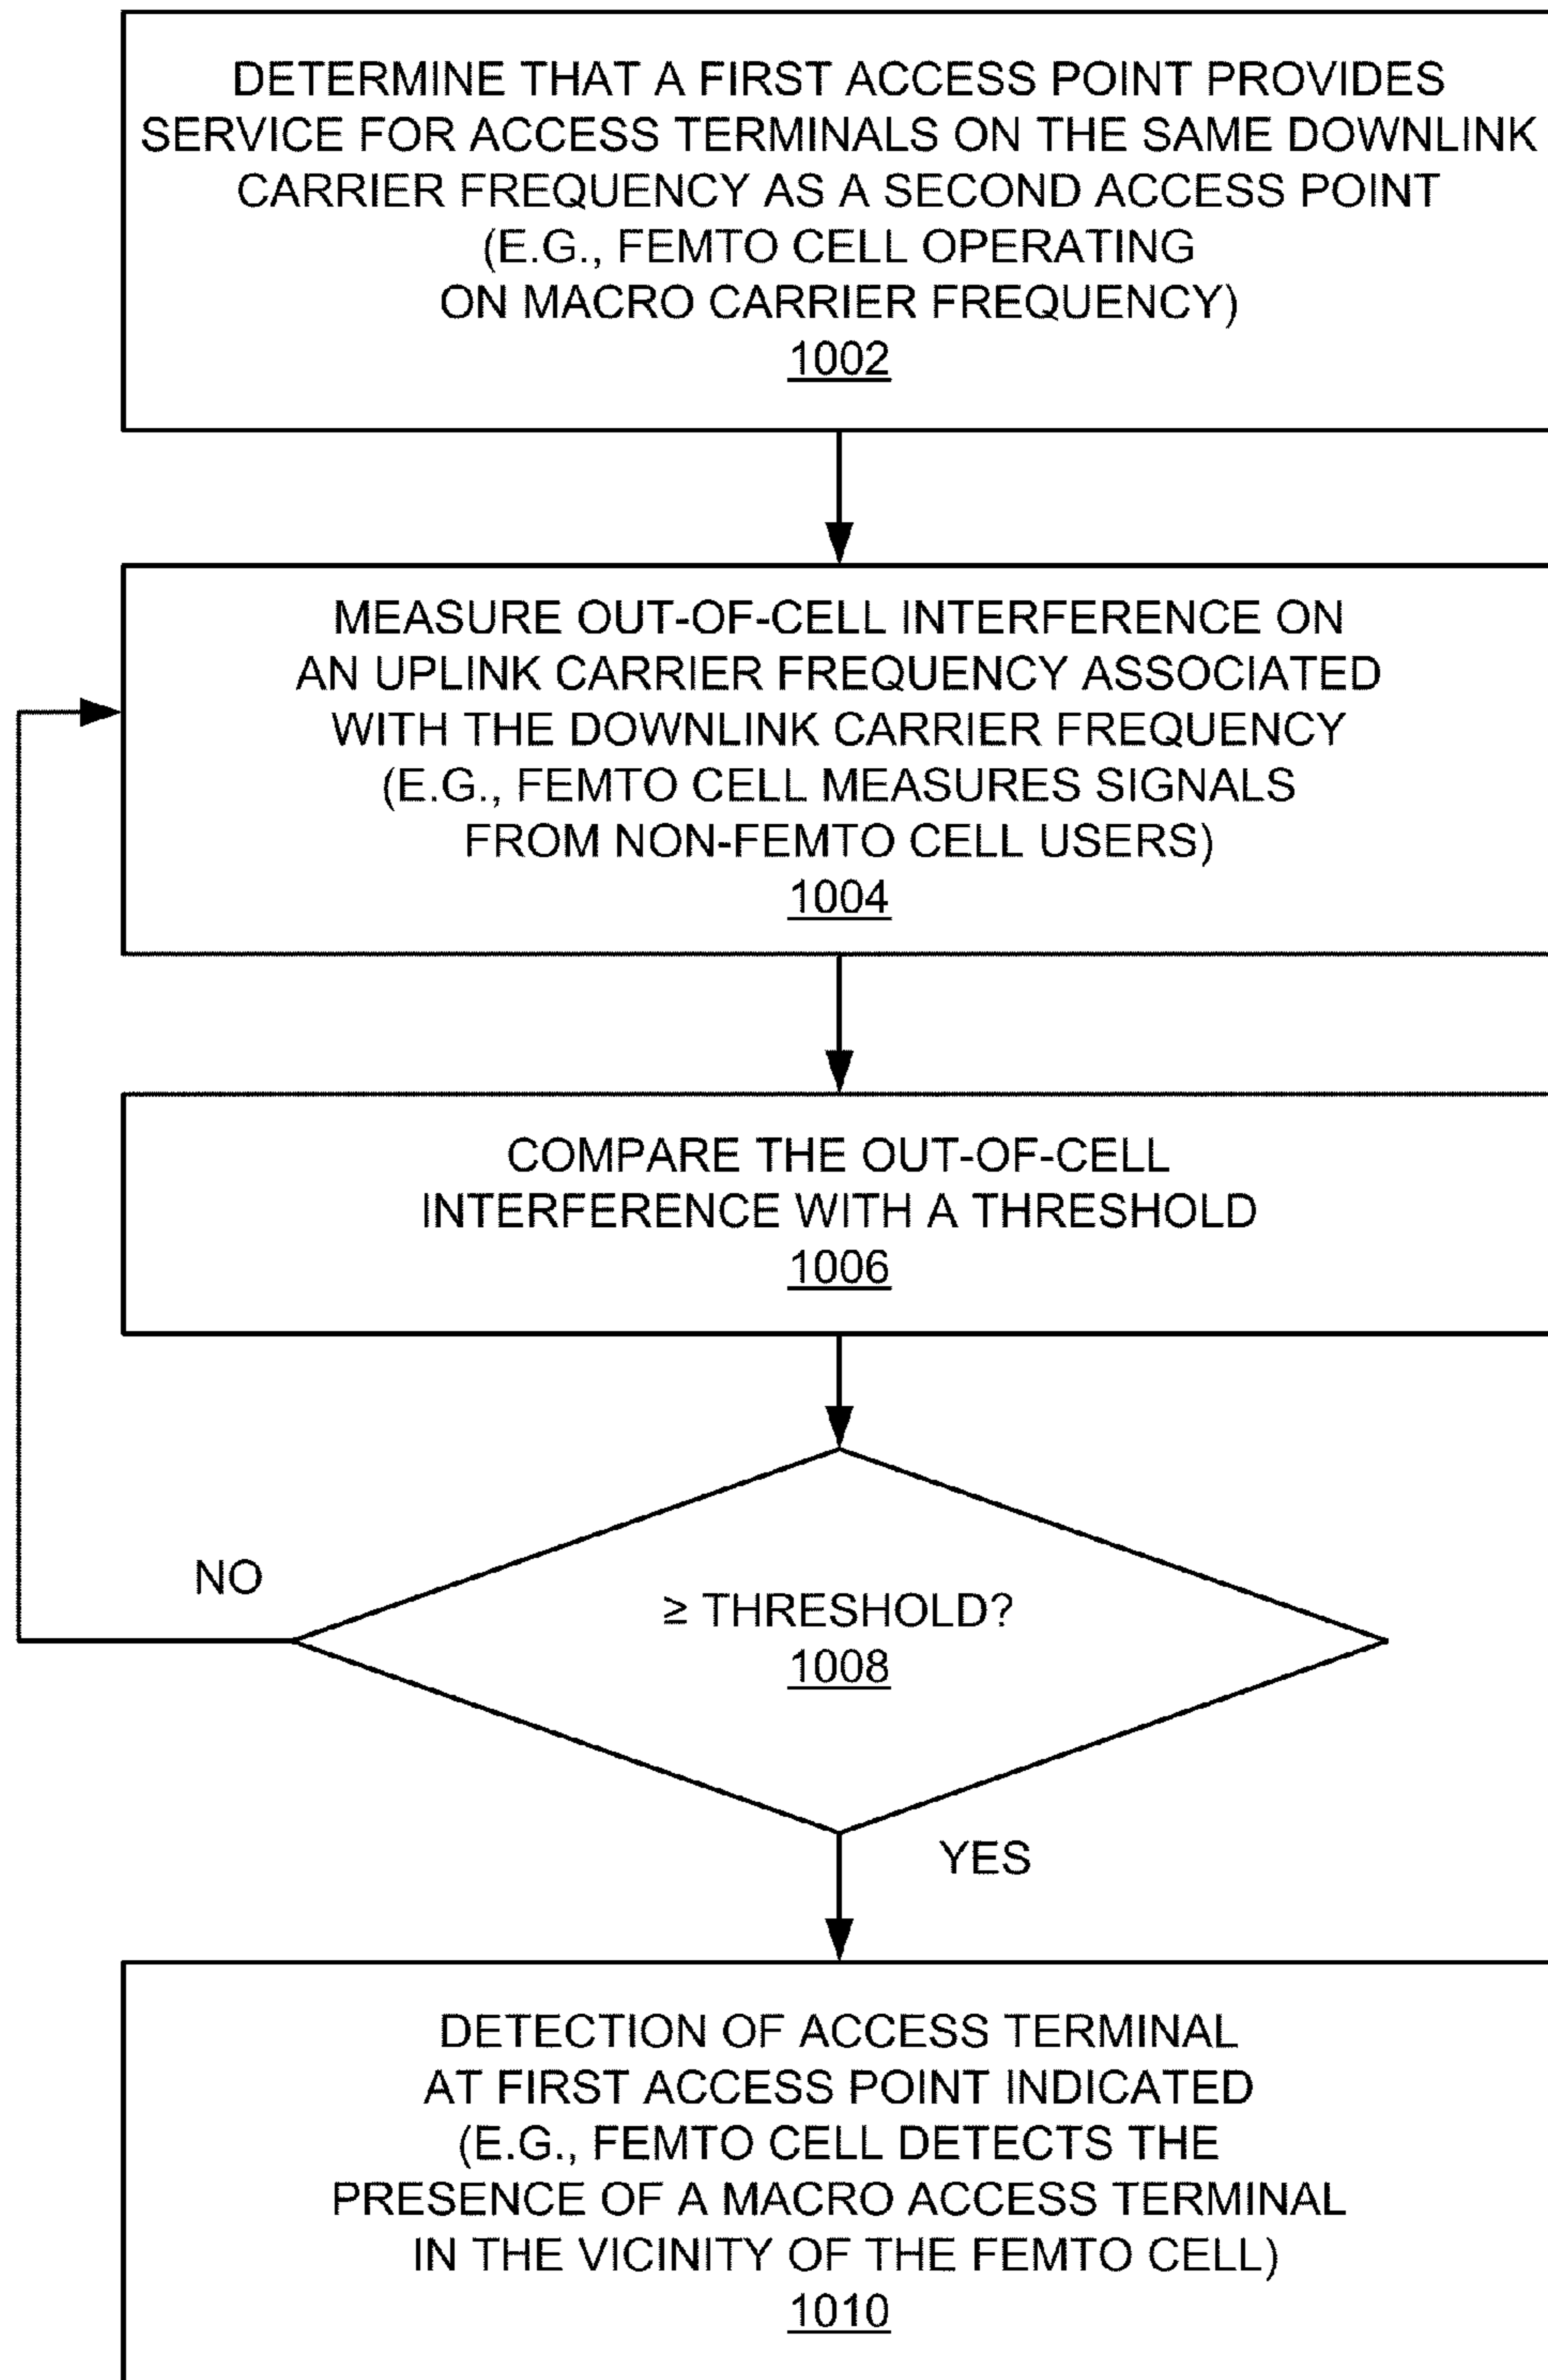 DETERMINE THAT A FIRST ACCESS POINT PROVIDES
SERVICE FOR ACCESS TERMINALS ON THE SAME DOWNLINK
CARRIER FREQUENCY AS A SECOND ACCESS POINT
(E.G., FEMTO CELL OPERATING
ON MACRO CARRIER FREQUENCY)
1002
MEASURE OUT-OF-CELL INTERFERENCE ON
AN UPLINK CARRIER FREQUENCY ASSOCIATED
WITH THE DOWNLINK CARRIER FREQUENCY
(E.G., FEMTO CELL MEASURES SIGNALS
FROM NON-FEMTO CELL USERS)
1004
COMPARE THE OUT-OF-CELL
INTERFERENCE WITH A THRESHOLD
1006
NO
≥ THRESHOLD?
1008
YES
DETECTION OF ACCESS TERMINAL
AT FIRST ACCESS POINT INDICATED
(E.G., FEMTO CELL DETECTS THE
PRESENCE OF A MACRO ACCESS TERMINAL
IN THE VICINITY OF THE FEMTO CELL)
1010